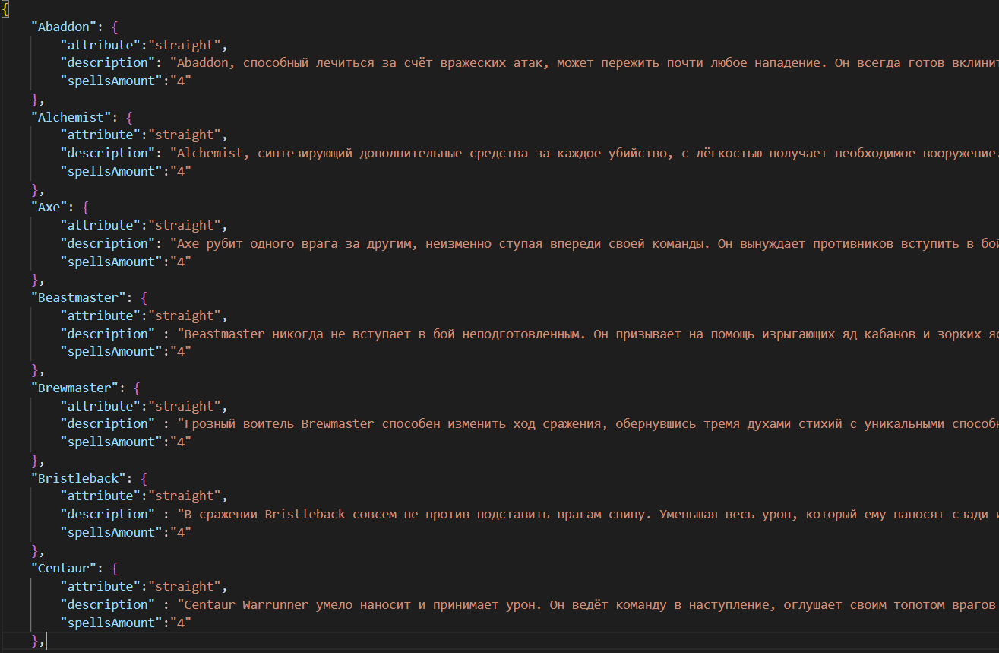 {
"Abaddon": {
"attribute":"straight",
"description": "Abaddon, способный лечиться за счёт вражеских атак, может пережить почти любое нападение. Он всегда готов
"spellsAmount":"4"
},
"Alchemist": {
"attribute":"straight",
"description": "Alchemist, синтезирующий дополнительные средства за каждое убийство, с лёгкостью получает необходимое вооружение.
"spellsAmount":"4"
},
"Axe": {
"attribute":"straight",
"description": "Axe рубит одного врага за другим, неизменно ступая впереди своей команды. Он вынуждает противников вступить в
"spellsAmount":"4"
},
"Beastmaster": {
"attribute":"straight",
"description" : "Beastmaster никогда не вступает в бой неподготовленным. Он призывает на помощь изрыгающих яд кабанов и зорких
"spellsAmount":"4"
},
"Brewmaster": {
"attribute":"straight",
"description" : "Грозный воитель Brewmaster способен изменить ход сражения, обернувшись тремя духами стихий с уникальными
"spellsAmount":"4"
},
"Bristleback": {
"attribute":"straight",
"description" : "В сражении Bristleback совсем не против подставить врагам спину. Уменьшая весь урон, который ему наносят сзади
"spellsAmount":"4"
},
"Centaur": {
"attribute":"straight",
"description" : "Centaur Warrunner умело наносит и принимает урон. Он ведёт команду в наступление, оглушает своим топотом врагов
"spellsAmount":"4"
},